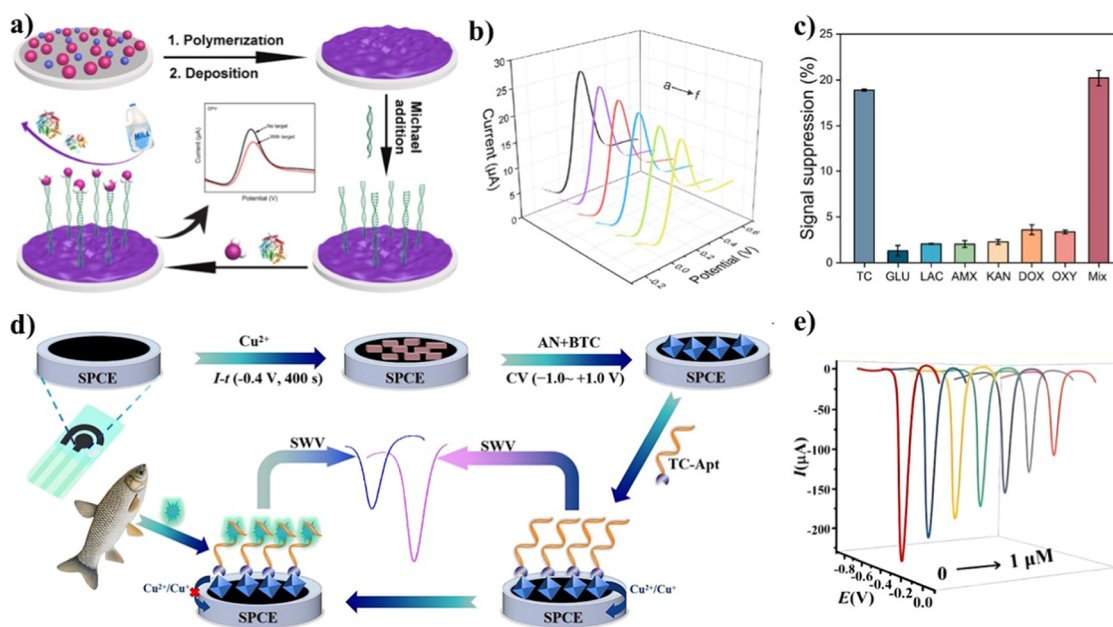 a)
1. Polymerization
2. Deposition
Michael
addition
MILK
DPV
No target
With target
Current (μA)
Potential (V)
b)
30
25
20
15
10
5
0
Current (μA)
a → f
-0.2
0.0
0.2
0.4
0.6
Potential (V)
c)
Signal suppression (%)
25
20
15
10
5
0
TC GLU LAC AMX KAN DOX OXY Mix
d)
SPCE
Cu²⁺
I-t (-0.4 V, 400 s)
SPCE
AN+BTC
CV (−1.0~ +1.0 V)
SPCE
SWV
SWV
TC-Apt
Cu²⁺/Cu⁺
SPCE
Cu²⁺/Cu⁺
SPCE
e)
0
-50
-100
-150
-200
I(μA)
-0.8
-0.6
-0.4
-0.2
0.0
E(V)
0 → 1 μM